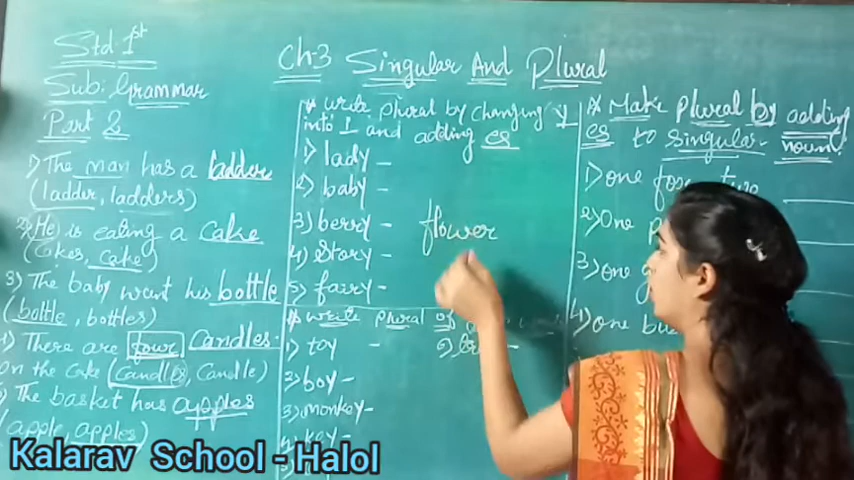 Std. 1st
Sub: Grammar
Part 2
Ch-3 Singular And Plural
1) The man has a ladder
(ladder, ladders)
2) He is eating a cake
(cakes, cake)
3) The baby want his bottle
(bottle, bottles)
4) There are four candles.
on the cake (candles, candle)
The basket has apples
(apple, apples)
* write plural by changing y
into I and adding es
1) lady -
2) baby -
3) berry -
4) story -
5) fairy -
flower
* write plural of
1) toy -
2) boy -
3) monkey -
4) key -
* Make plural by adding
es to singular noun.
1) one
2) One
3) one
4) one
Kalarav School - Halol